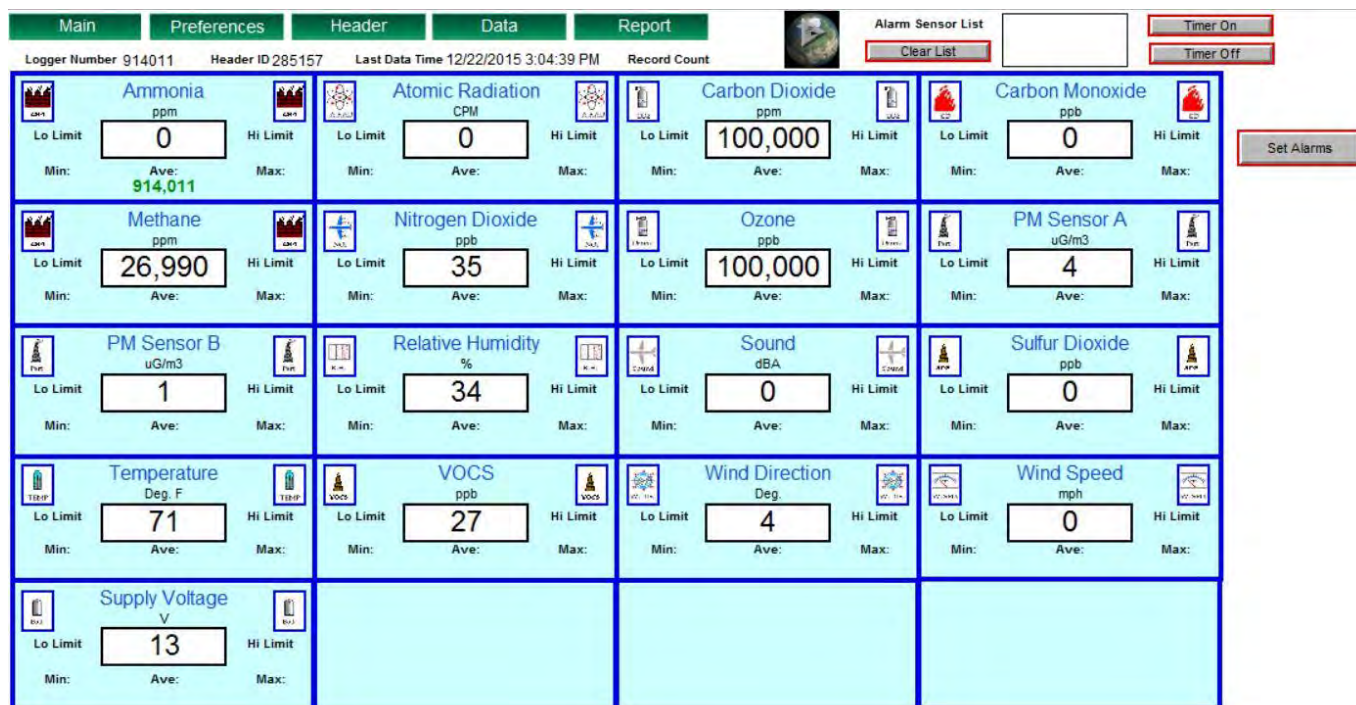 Main Preferences Header Data Report Alarm Sensor List Timer On
Clear List Timer Off
Logger Number 914011 Header ID 285157 Last Data Time 12/22/2015 3:04:39 PM Record Count
Set Alarms
Ammonia Atomic Radiation Carbon Dioxide Carbon Monoxide
ppm CPM ppm ppb
Lo Limit 0 Hi Limit Lo Limit 0 Hi Limit Lo Limit 100,000 Hi Limit Lo Limit 0 Hi Limit
Min: Ave: Max: Min: Ave: Max: Min: Ave: Max: Min: Ave: Max:
914,011
Methane Nitrogen Dioxide Ozone PM Sensor A
ppm ppb ppb uG/m3
Lo Limit 26,990 Hi Limit Lo Limit 35 Hi Limit Lo Limit 100,000 Hi Limit Lo Limit 4 Hi Limit
Min: Ave: Max: Min: Ave: Max: Min: Ave: Max: Min: Ave: Max:
PM Sensor B Relative Humidity Sound Sulfur Dioxide
uG/m3 % dBA ppb
Lo Limit 1 Hi Limit Lo Limit 34 Hi Limit Lo Limit 0 Hi Limit Lo Limit 0 Hi Limit
Min: Ave: Max: Min: Ave: Max: Min: Ave: Max: Min: Ave: Max:
Temperature VOCS Wind Direction Wind Speed
Deg. F ppb Deg. mph
TEMP TEMP VOCS VOCS
Lo Limit 71 Hi Limit Lo Limit 27 Hi Limit Lo Limit 4 Hi Limit Lo Limit 0 Hi Limit
Min: Ave: Max: Min: Ave: Max: Min: Ave: Max: Min: Ave: Max:
Supply Voltage
V
Lo Limit 13 Hi Limit
Min: Ave: Max: